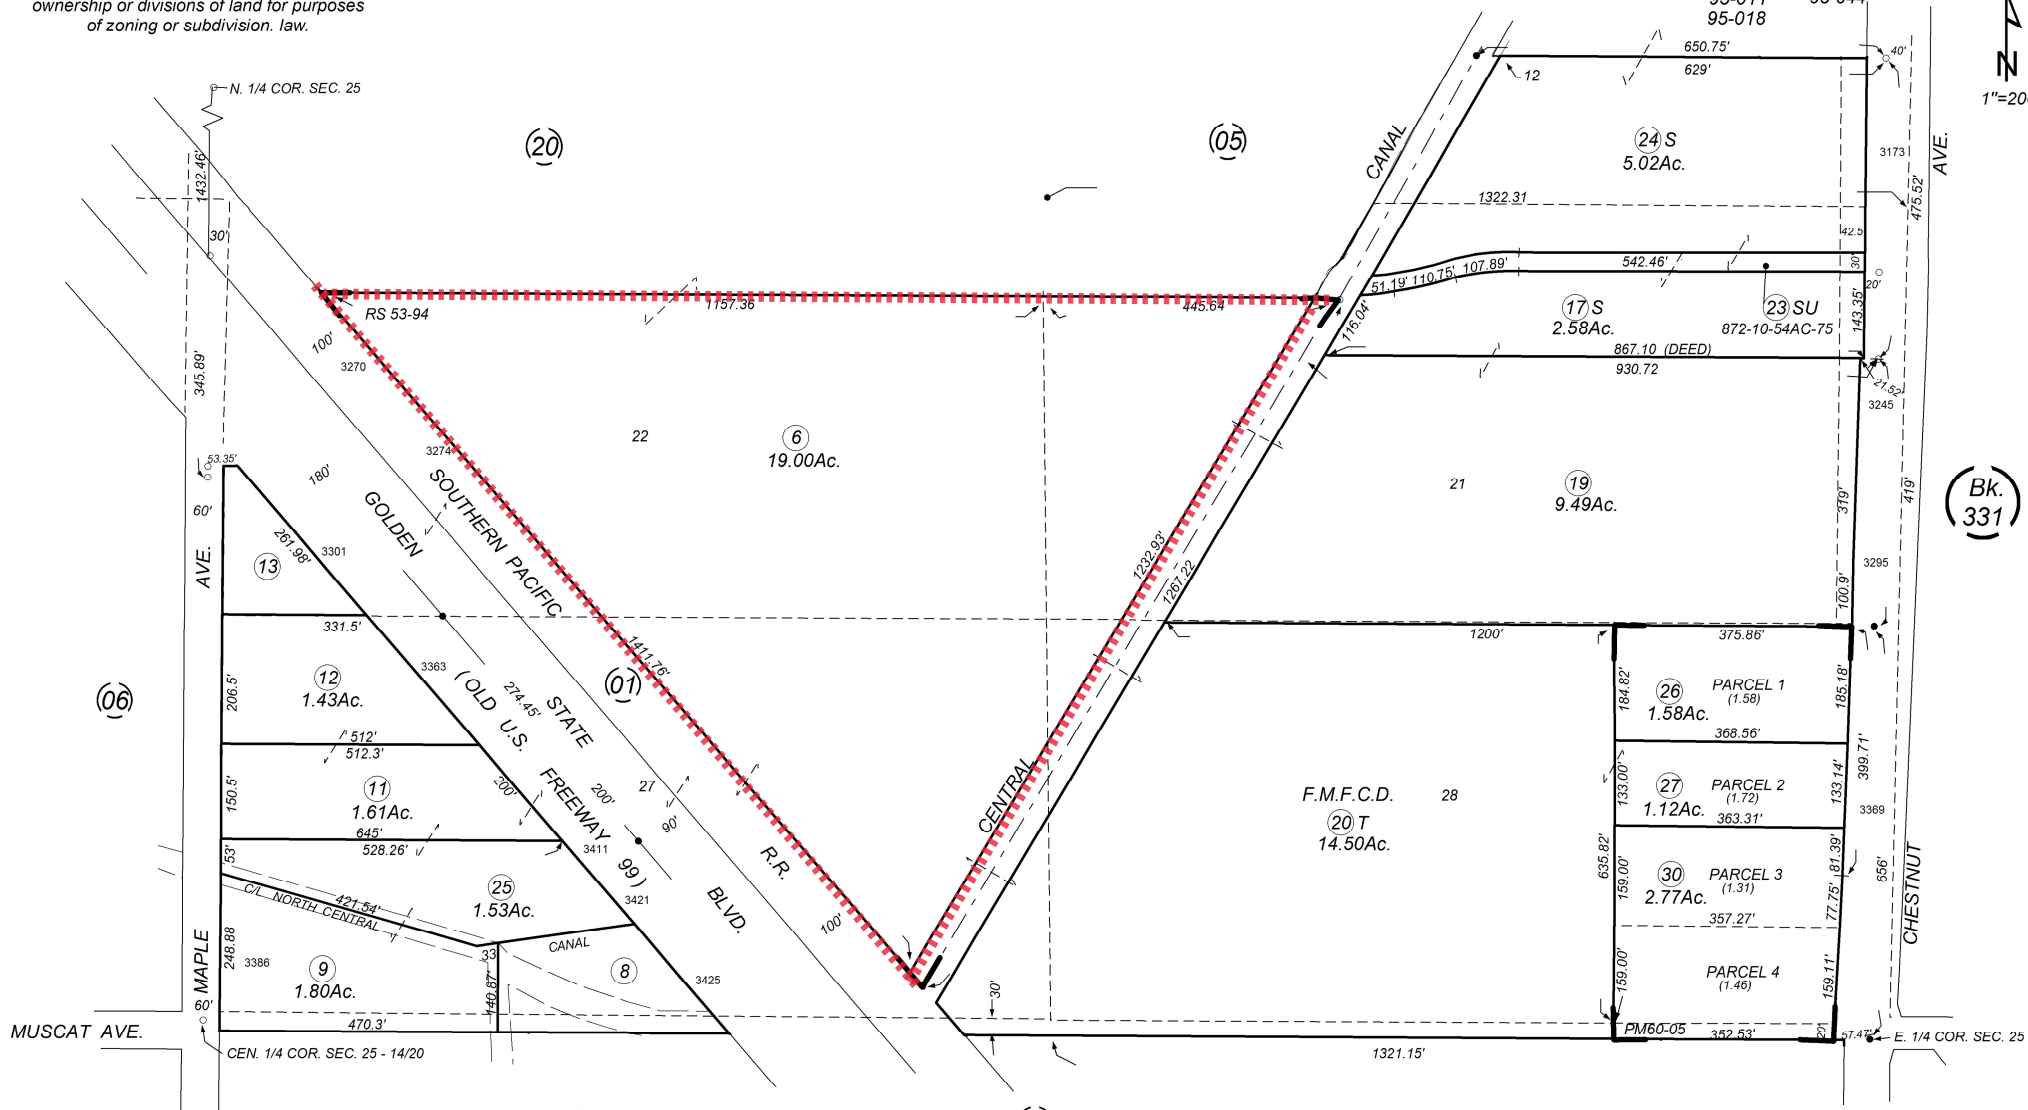 ownership or divisions of land for purposes
of zoning or subdivision. law.
95-018
N. 1/4 COR. SEC. 25
(20)
(05)
CANAL
650.75'
629'
12
40'
N
24 S
5.02Ac.
3173
AVE.
475.52'
1432.46'
30'
1322.31
42.5
RS 53-94
1157.36
445.64
51.19'
110.75'
107.89'
542.46'
30'
20'
116.04'
17 S
2.58Ac.
23 SU
872-10-54AC-75
143.35'
867.10 (DEED)
930.72
21.52'
3245
100'
3270
345.89'
22
6
19.00Ac.
3274
53.35'
180'
60'
GOLDEN
SOUTHERN PACIFIC
21
19
9.49Ac.
319'
419'
Bk.
331
AVE.
13
261.98'
3301
1232.93'
1267.22
100.9'
3295
331.5'
1200'
375.86'
1411.76'
(06)
206.5'
12
1.43Ac.
3363
(OLD U.S. FREEWAY 99)
274.45'
STATE
(01)
184.82'
26
1.58Ac.
PARCEL 1
(1.58)
185.18'
512'
512.3'
368.56'
399.71'
150.5'
11
1.61Ac.
200'
200'
27
90'
CENTRAL
F.M.F.C.D.
28
20 T
14.50Ac.
133.00'
27
1.12Ac.
PARCEL 2
(1.72)
133.14'
3369
363.31'
645'
528.26'
3411
53'
R.R.
635.82'
81.39'
656'
C/L NORTH CENTRAL
421.54'
25
1.53Ac.
3421
BLVD.
100'
159.00'
30
2.77Ac.
PARCEL 3
(1.31)
77.75'
CHESTNUT
357.27'
MAPLE
248.88
3386
9
1.80Ac.
33
CANAL
8
3425
140.87'
30'
159.00'
PARCEL 4
(1.46)
159.11'
60'
MUSCAT AVE.
470.3'
PM60-05
352.53'
20'
57.47'
E. 1/4 COR. SEC. 25
CEN. 1/4 COR. SEC. 25 - 14/20
1321.15'